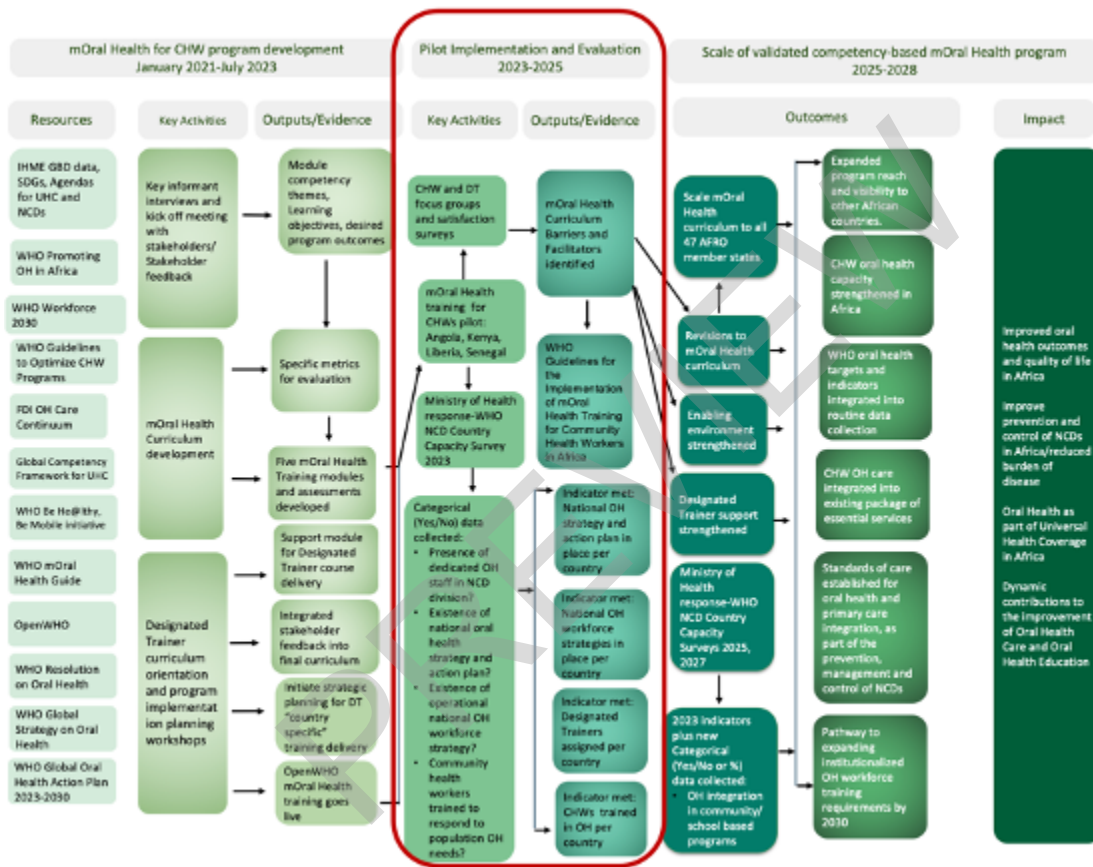 mOral Health for CHW program development
January 2021-July 2023
Pilot Implementation and Evaluation
2023-2025
Scale of validated competency-based mOral Health program
2025-2028
Resources
Key Activities
Outputs/Evidence
Key Activities
Outputs/Evidence
Outcomes
Impact
IHME GBD data,
SDGs, Agendas
for UHC and
NCDs
WHO Promoting
OH in Africa
WHO Workforce
2030
WHO Guidelines
to Optimize CHW
Programs
FDI OH Care
Continuum
Global Competency
Framework for UHC
WHO Be He@lthy,
Be Mobile initiative
WHO mOral
Health Guide
OpenWHO
WHO Resolution
on Oral Health
WHO Global
Strategy on Oral
Health
WHO Global Oral
Health Action Plan
2023-2030
Key informant
interviews and
kick off meeting
with
stakeholders/
Stakeholder
feedback
mOral Health
Curriculum
development
Designated
Trainer
curriculum
orientation
and program
implementat
ion planning
workshops
Module
competency
themes,
Learning
objectives, desired
program outcomes
Specific metrics
for evaluation
Five mOral Health
Training modules
and assessments
developed
Support module
for Designated
Trainer course
delivery
Integrated
stakeholder
feedback into
final curriculum
Initiate strategic
planning for DT
"country
specific"
training delivery
OpenWHO
mOral Health
training goes
live
CHW and DT
focus groups
and satisfaction
surveys
mOral Health
training for
CHWs pilot:
Angola, Kenya,
Liberia, Senegal
Ministry of Health
response-WHO
NCD Country
Capacity Survey
2023
Categorical
(Yes/No) data
collected:
• Presence of
dedicated OH
staff in NCD
division?
• Existence of
national oral
health
strategy and
action plan?
• Existence of
operational
national OH
workforce
strategy?
• Community
health
workers
trained to
respond to
population OH
needs?
mOral Health
Curriculum
Barriers and
Facilitators
identified
WHO
Guidelines for
the
Implementation
of mOral
Health Training
for Community
Health Workers
in Africa
Indicator met:
National OH
strategy and
action plan in
place per
country
Indicator met:
National OH
workforce
strategies in
place per
country
Indicator met:
Designated
Trainers
assigned per
country
Indicator met:
CHWs trained
in OH per
country
Scale mOral
Health
curriculum to all
47 AFRO
member states
Revisions to
mOral Health
curriculum
Enabling
environment
strengthened
Designated
Trainer support
strengthened
Ministry of
Health
response-WHO
NCD Country
Capacity
Surveys 2025,
2027
2023 indicators
plus new
Categorical
(Yes/No or %)
data collected:
• OH integration
in community/
school based
programs
Expanded
program reach
and visibility to
other African
countries.
CHW oral health
capacity
strengthened in
Africa
WHO oral health
targets and
indicators
integrated into
routine data
collection
CHW OH care
integrated into
existing package of
essential services
Standards of care
established for
oral health and
primary care
integration, as
part of the
prevention,
management and
control of NCDs
Pathway to
expanding
institutionalized
OH workforce
training
requirements by
2030
Improved oral
health outcomes
and quality of life
in Africa
Improve
prevention and
control of NCDs
in Africa/reduced
burden of
disease
Oral Health as
part of Universal
Health Coverage
in Africa
Dynamic
contributions to
the improvement
of Oral Health
Care and Oral
Health Education
PREVIEW